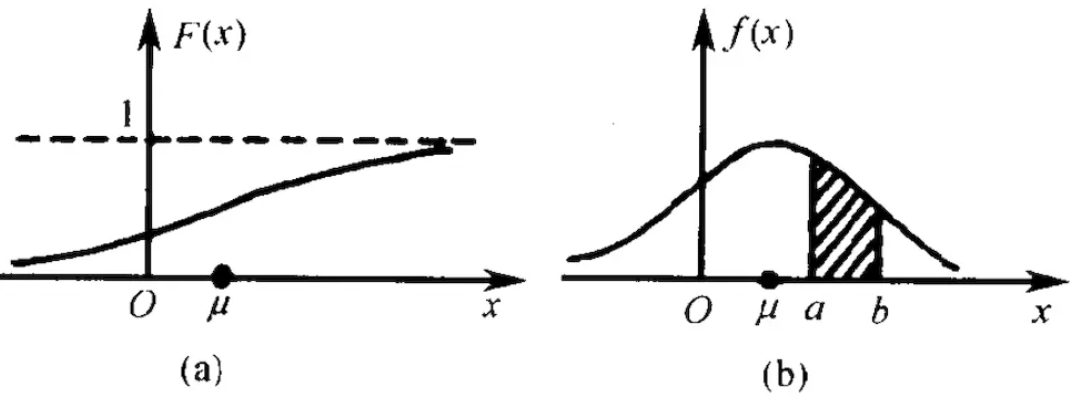 F(x)
1
O μ x
(a)
f(x)
O μ a b x
(b)